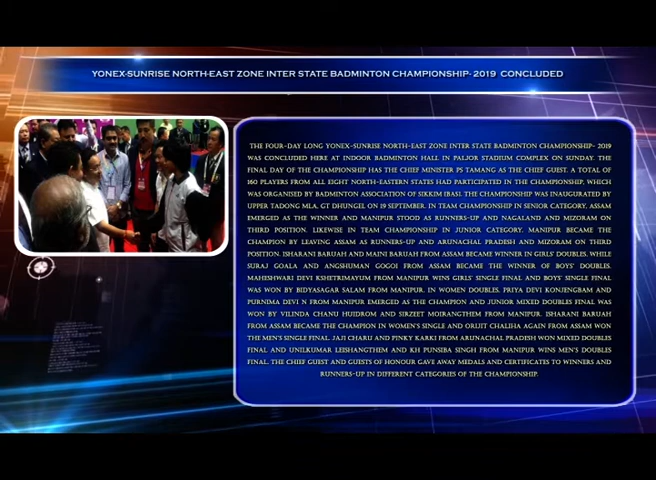 YONEX-SUNRISE NORTH-EAST ZONE INTER STATE BADMINTON CHAMPIONSHIP- 2019 CONCLUDED
THE FOUR-DAY LONG YONEX-SUNRISE NORTH-EAST ZONE INTER STATE BADMINTON CHAMPIONSHIP- 2019
WAS CONCLUDED HERE AT INDOOR BADMINTON HALL IN PALJOR STADIUM COMPLEX ON SUNDAY. THE
FINAL DAY OF THE CHAMPIONSHIP HAS THE CHIEF MINISTER PS TAMANG AS THE CHIEF GUEST. A TOTAL OF
160 PLAYERS FROM ALL EIGHT NORTH-EASTERN STATES HAD PARTICIPATED IN THE CHAMPIONSHIP, WHICH
WAS ORGANISED BY BADMINTON ASSOCIATION OF SIKKIM (BAS). THE CHAMPIONSHIP WAS INAUGURATED BY
UPPER TADONG MLA, GT DHUNGEL ON 19 SEPTEMBER. IN TEAM CHAMPIONSHIP IN SENIOR CATEGORY, ASSAM
EMERGED AS THE WINNER AND MANIPUR STOOD AS RUNNERS-UP AND NAGALAND AND MIZORAM ON
THIRD POSITION. LIKEWISE IN TEAM CHAMPIONSHIP IN JUNIOR CATEGORY, MANIPUR BECAME THE
CHAMPION BY LEAVING ASSAM AS RUNNERS-UP AND ARUNACHAL PRADESH AND MIZORAM ON THIRD
POSITION. ISHARANI BARUAH AND MAINI BARUAH FROM ASSAM BECAME WINNER IN GIRLS' DOUBLES, WHILE
SURAJ GOALA AND ANGSHUMAN GOGOI FROM ASSAM BECAME THE WINNER OF BOYS' DOUBLES.
MAHESHWARI DEVI KSHETRIMAYUM FROM MANIPUR WINS GIRLS' SINGLE FINAL AND BOYS' SINGLE FINAL
WAS WON BY BIDYASAGAR SALAM FROM MANIPUR. IN WOMEN DOUBLES, PRIYA DEVI KONJENGBAM AND
PURNIMA DEVI N FROM MANIPUR EMERGED AS THE CHAMPION AND JUNIOR MIXED DOUBLES FINAL WAS
WON BY VILINDA CHANU HUIDROM AND SIRZEET MOIRANGTHEM FROM MANIPUR. ISHARANI BARUAH
FROM ASSAM BECAME THE CHAMPION IN WOMEN'S SINGLE AND ORIJIT CHALIHA AGAIN FROM ASSAM WON
THE MEN'S SINGLE FINAL. JAJI CHARU AND PINKY KARKI FROM ARUNACHAL PRADESH WON MIXED DOUBLES
FINAL AND UNILKUMAR LEISHANGTHEM AND KH PUNSHBA SINGH FROM MANIPUR WINS MEN'S DOUBLES
FINAL. THE CHIEF GUEST AND GUESTS OF HONOUR GAVE AWAY MEDALS AND CERTIFICATES TO WINNERS AND
RUNNERS-UP IN DIFFERENT CATEGORIES OF THE CHAMPIONSHIP.